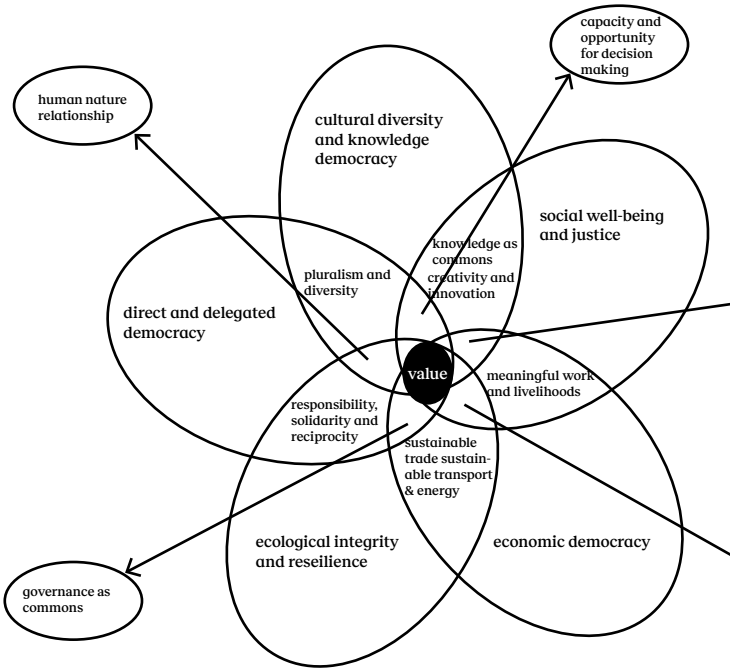 capacity and
opportunity
for decision
making
human nature
relationship
cultural diversity
and knowledge
democracy
social well-being
and justice
knowledge as
commons
creativity and
innovation
pluralism and
diversity
direct and delegated
democracy
value
meaningful work
and livelihoods
responsibility,
solidarity and
reciprocity
sustainable
trade sustain-
able transport
& energy
ecological integrity
and reseilience
economic democracy
governance as
commons